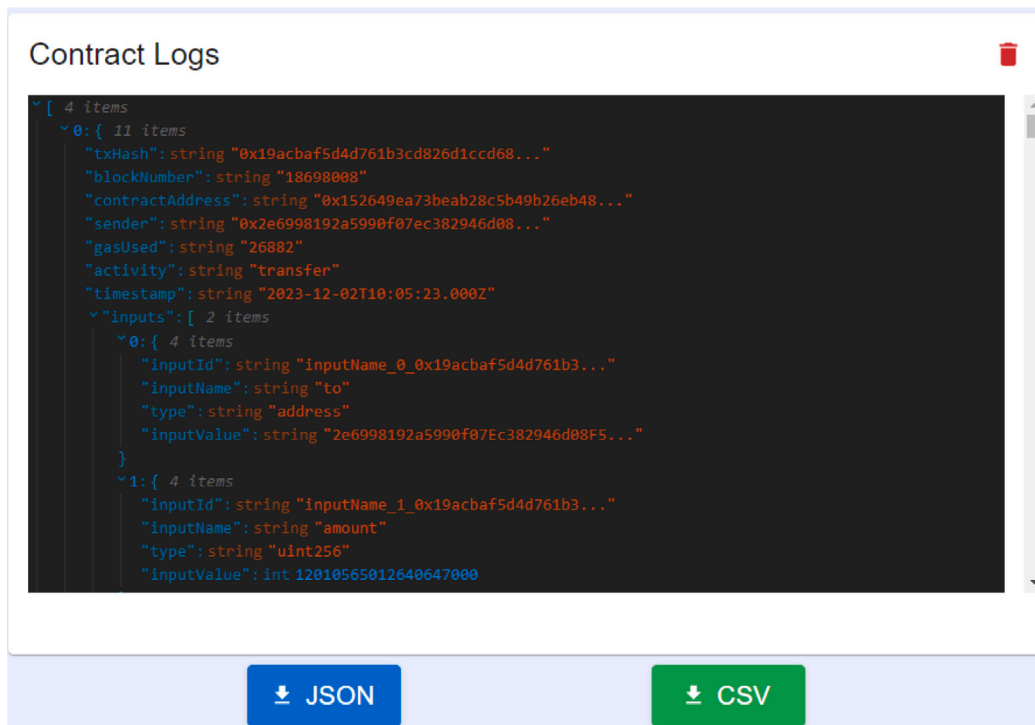 Contract Logs
[ 4 items
0:{ 11 items
"txHash": string "0x19acbaf5d4d761b3cd826d1ccd68..."
"blockNumber": string "18698008"
"contractAddress": string "0x152649ea73beab28c5b49b26eb48..."
"sender": string "0x2e6998192a5990f07ec382946d08..."
"gasUsed": string "26882"
"activity": string "transfer"
"timestamp": string "2023-12-02T10:05:23.000Z"
"inputs": [ 2 items
0:{ 4 items
"inputId": string "inputName_0_0x19acbaf5d4d761b3..."
"inputName": string "to"
"type": string "address"
"inputValue": string "2e6998192a5990f07Ec382946d08F5..."
}
1:{ 4 items
"inputId": string "inputName_1_0x19acbaf5d4d761b3..."
"inputName": string "amount"
"type": string "uint256"
"inputValue": int 12010565012640647000
JSON
CSV